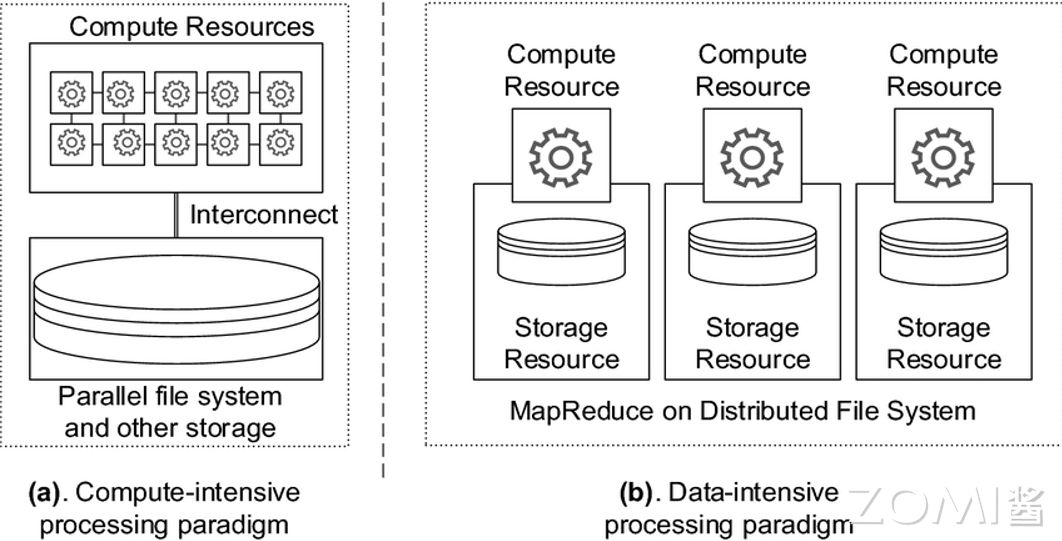 Compute Resources
Interconnect
Parallel file system
and other storage
(a). Compute-intensive
processing paradigm
Compute
Resource
Compute
Resource
Compute
Resource
Storage
Resource
Storage
Resource
Storage
Resource
MapReduce on Distributed File System
(b). Data-intensive
processing paradigm
ZOMI酱